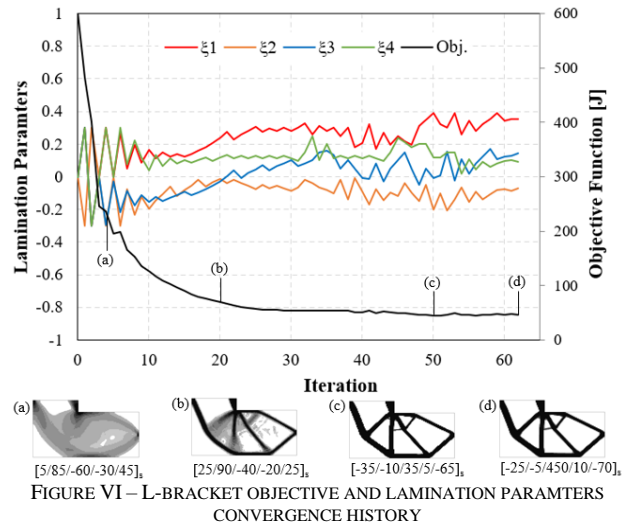 ξ1 ξ2 ξ3 ξ4 Obj.
Lamination Paramters
1
0.8
0.6
0.4
0.2
0
-0.2
-0.4
-0.6
-0.8
-1
600
500
400
300
200
100
0
Objective Function [J]
(a)
(b)
(c)
(d)
0 10 20 30 40 50 60
Iteration
(a)
(b)
(c)
(d)
[5/85/-60/-30/45]s
[25/90/-40/-20/25]s
[-35/-10/35/5/-65]s
[-25/-5/450/10/-70]s
FIGURE VI – L-BRACKET OBJECTIVE AND LAMINATION PARAMTERS
CONVERGENCE HISTORY